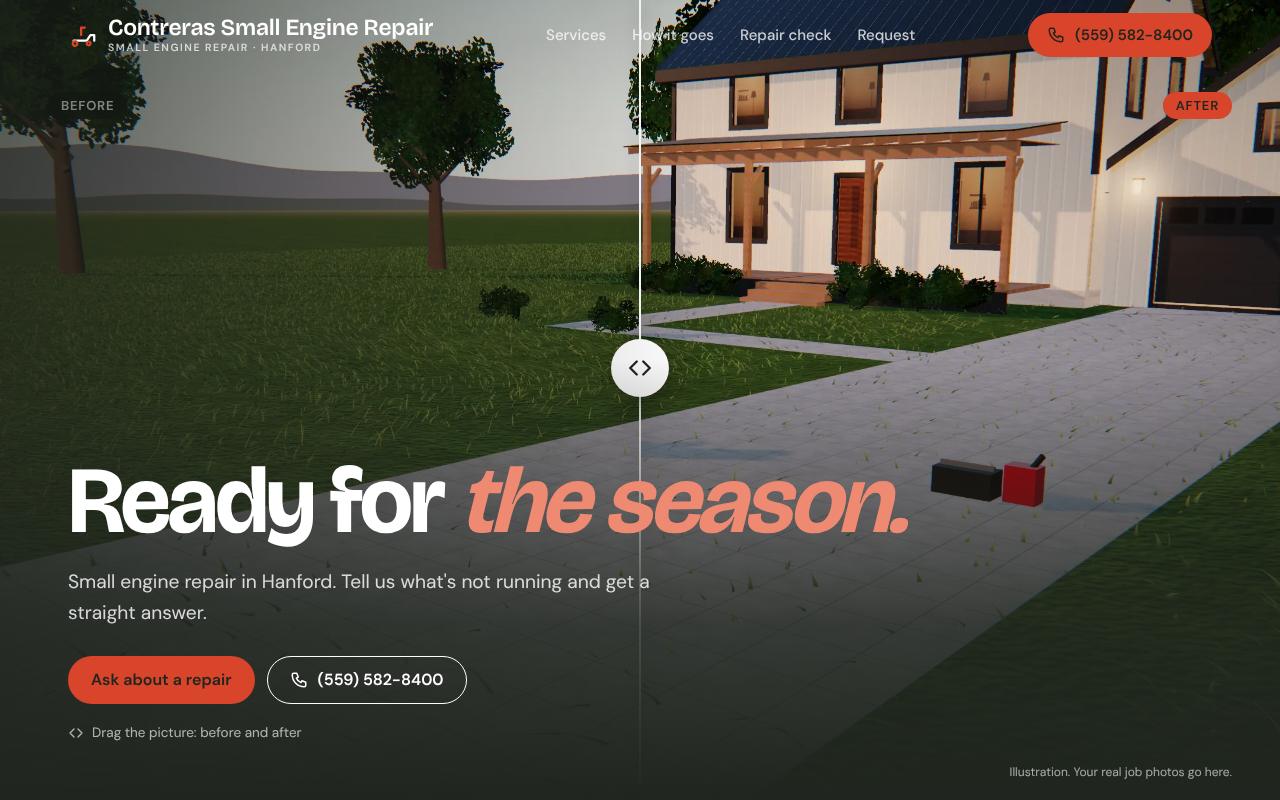 Contreras Small Engine Repair
SMALL ENGINE REPAIR · HANFORD
Services
How it goes
Repair check
Request
(559) 582-8400
BEFORE
AFTER
Ready for the season.
Small engine repair in Hanford. Tell us what's not running and get a
straight answer.
Ask about a repair
(559) 582-8400
Drag the picture: before and after
Illustration. Your real job photos go here.